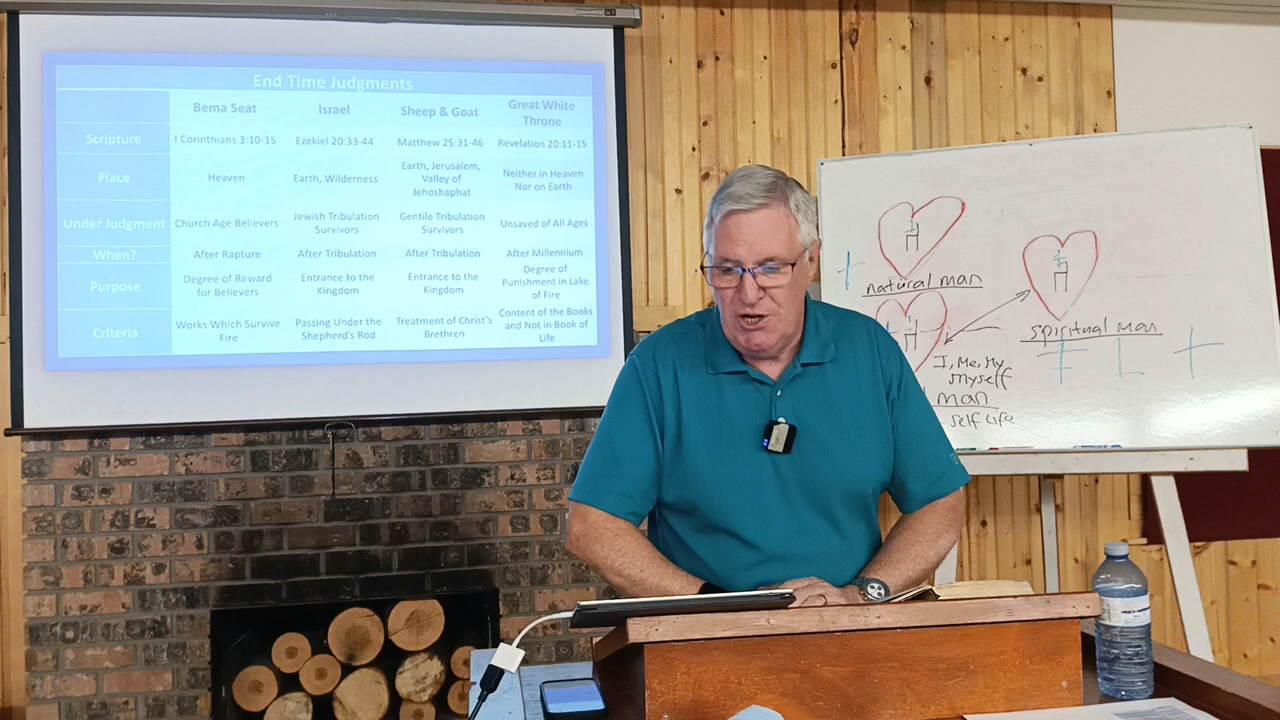 End Time Judgments
Bema Seat Israel Sheep & Goat Great White
Throne
Scripture I Corinthians 3:10-15 Ezekiel 20:33-44 Matthew 25:31-46 Revelation 20:11-15
Place Heaven Earth, Wilderness Earth, Jerusalem,
Valley of
Jehoshaphat Neither in Heaven
Nor on Earth
Under Judgment Church Age Believers Jewish Tribulation
Survivors Gentile Tribulation
Survivors Unsaved of All Ages
When? After Rapture After Tribulation After Tribulation After Millennium
Purpose Degree of Reward
for Believers Entrance to the
Kingdom Entrance to the
Kingdom Degree of
Punishment in Lake
of Fire
Criteria Works Which Survive
Fire Passing Under the
Shepherd's Rod Treatment of Christ's
Brethren Content of the Books
and Not in Book of
Life
natural man
spiritual man
I, Me, My
Myself
man
self life